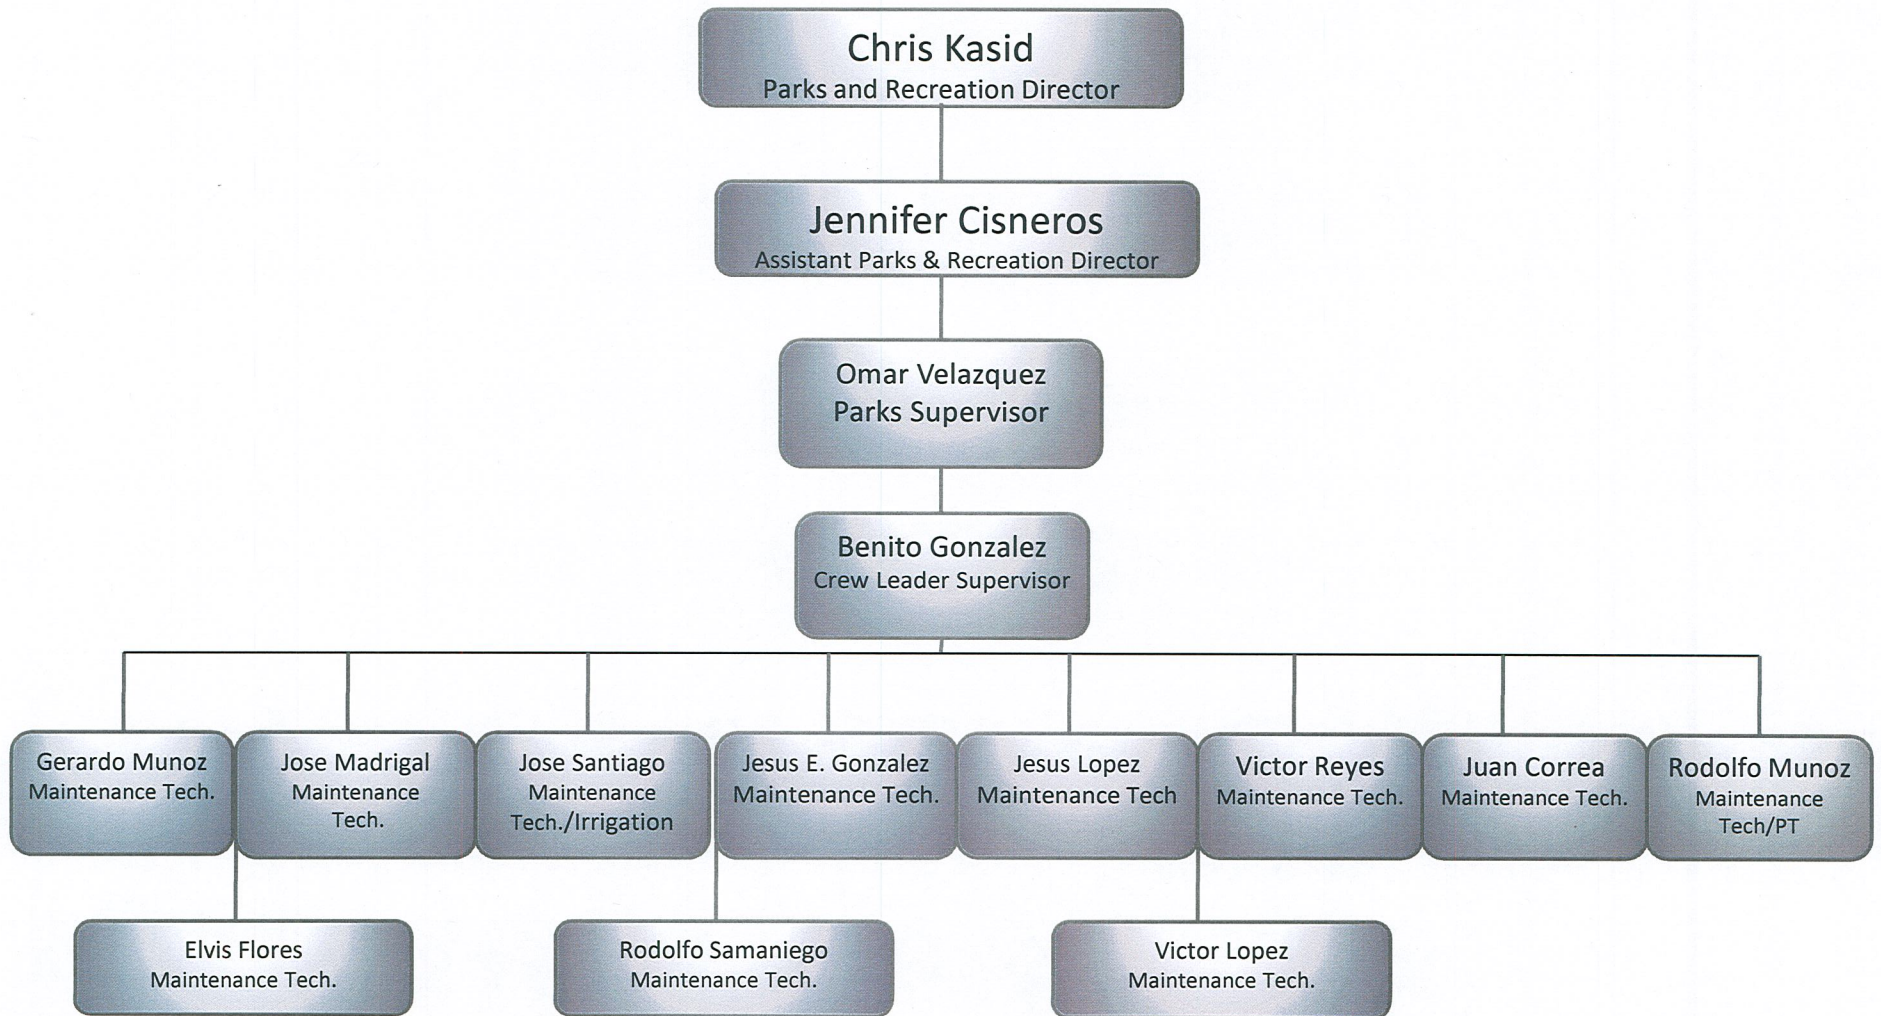 Chris Kasid
Parks and Recreation Director
Jennifer Cisneros
Assistant Parks & Recreation Director
Omar Velazquez
Parks Supervisor
Benito Gonzalez
Crew Leader Supervisor
Gerardo Munoz
Maintenance Tech.
Jose Madrigal
Maintenance
Tech.
Jose Santiago
Maintenance
Tech./Irrigation
Jesus E. Gonzalez
Maintenance Tech.
Jesus Lopez
Maintenance Tech
Victor Reyes
Maintenance Tech.
Juan Correa
Maintenance Tech.
Rodolfo Munoz
Maintenance
Tech/PT
Elvis Flores
Maintenance Tech.
Rodolfo Samaniego
Maintenance Tech.
Victor Lopez
Maintenance Tech.